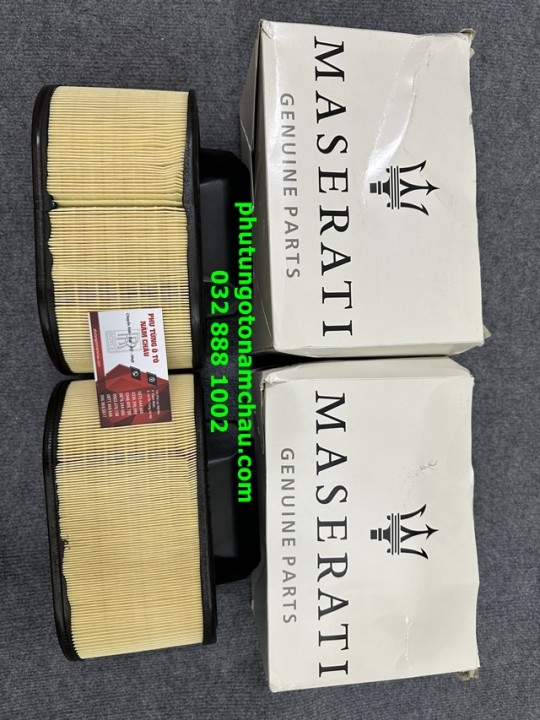 MASERATI
GENUINE PARTS
MASERATI
GENUINE PARTS
phutungotonamchau.com
032 888 1002
PHỤ TÙNG Ô TÔ
NAM CHÂU